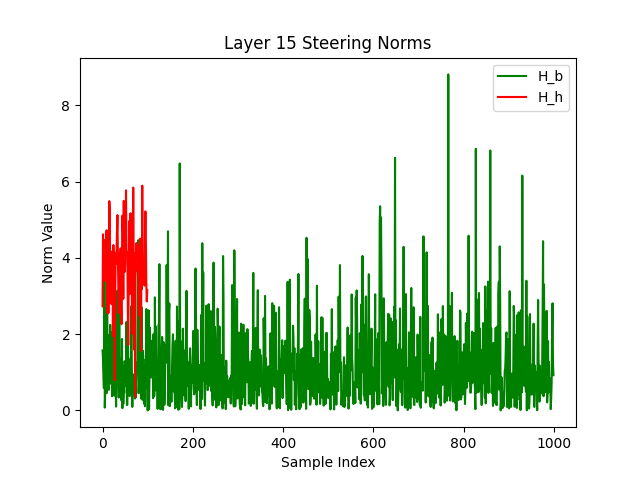 Layer 15 Steering Norms
H_b
H_h
Norm Value
8
6
4
2
0
0 200 400 600 800 1000
Sample Index